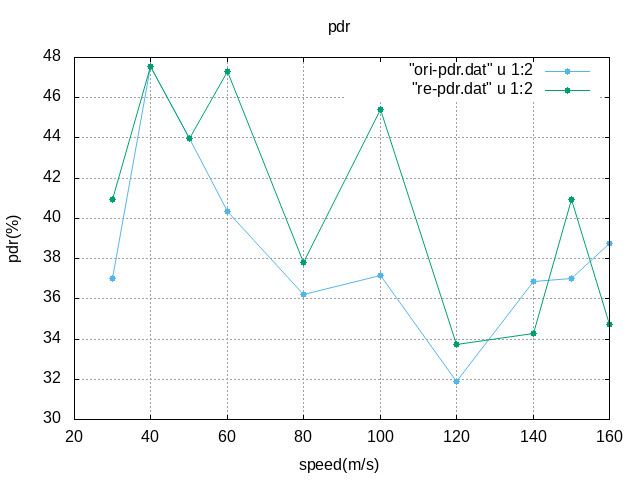 pdr
"ori-pdr.dat" u 1:2
"re-pdr.dat" u 1:2
48
46
44
42
40
38
36
34
32
30
pdr(%)
20 40 60 80 100 120 140 160
speed(m/s)